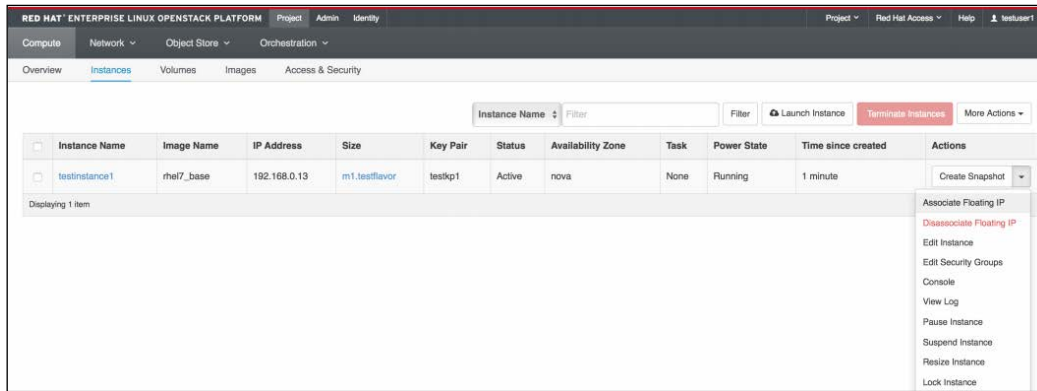 RED HAT® ENTERPRISE LINUX OPENSTACK PLATFORM Project Admin Identity Project Red Hat Access Help testuser1
Compute Network Object Store Orchestration
Overview Instances Volumes Images Access & Security
Instance Name Filter Filter Launch Instance Terminate Instances More Actions
Instance Name Image Name IP Address Size Key Pair Status Availability Zone Task Power State Time since created Actions
testinstance1 rhel7_base 192.168.0.13 m1.testflavor testkp1 Active nova None Running 1 minute Create Snapshot
Displaying 1 item
Associate Floating IP
Disassociate Floating IP
Edit Instance
Edit Security Groups
Console
View Log
Pause Instance
Suspend Instance
Resize Instance
Lock Instance